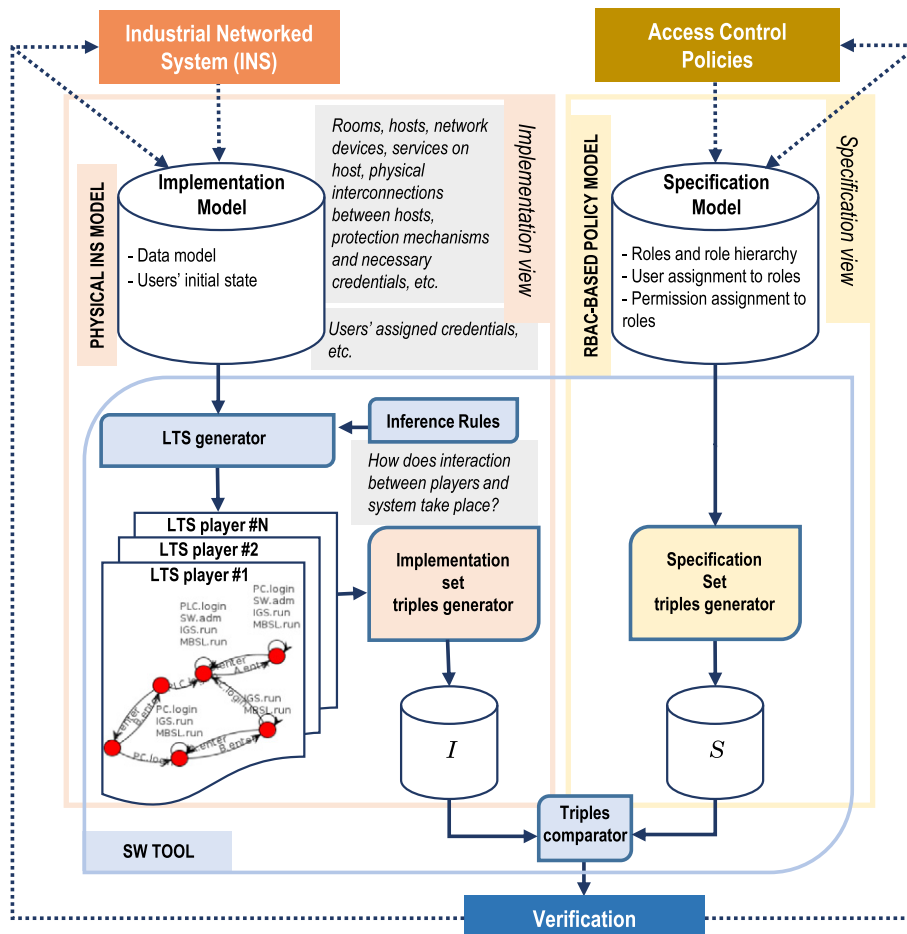 Industrial Networked
System (INS)
Access Control
Policies
Implementation view
Specification view
PHYSICAL INS MODEL
RBAC-BASED POLICY MODEL
Rooms, hosts, network
devices, services on
host, physical
interconnections
between hosts,
protection mechanisms
and necessary
credentials, etc.
Implementation
Model
- Data model
- Users' initial state
Users' assigned credentials,
etc.
Specification
Model
- Roles and role hierarchy
- User assignment to roles
- Permission assignment to
roles
LTS generator
Inference Rules
How does interaction
between players and
system take place?
LTS player #N
LTS player #2
LTS player #1
PLC.login
SW.adm
IGS.run
MBSL.run
IGS.run
MBSL.run
A.enter
PC.login
IGS.run
MBSL.run
IGS.run
MBSL.run
B.enter
B.enter
PC.login
Implementation
set
triples generator
Specification
Set
triples generator
I
S
Triples
comparator
SW TOOL
Verification